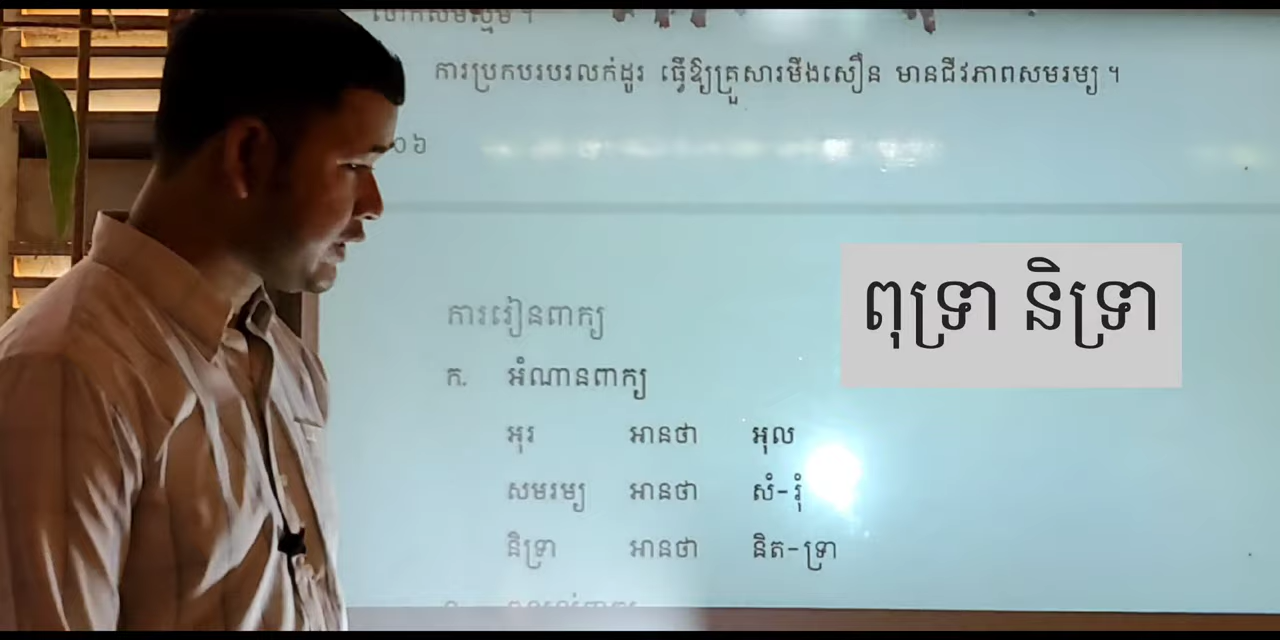 ការប្រកបរបរលក់ដូរ ធ្វើឱ្យគ្រួសារមីងសឿន មានជីវភាពសមរម្យ ។
០៦
ពុទ្រា និទ្រា
ការរៀនពាក្យ
ក. អំណានពាក្យ
អុរ អានថា អុល
សមរម្យ អានថា សំ-រុំ
និទ្រា អានថា និត-ទ្រា